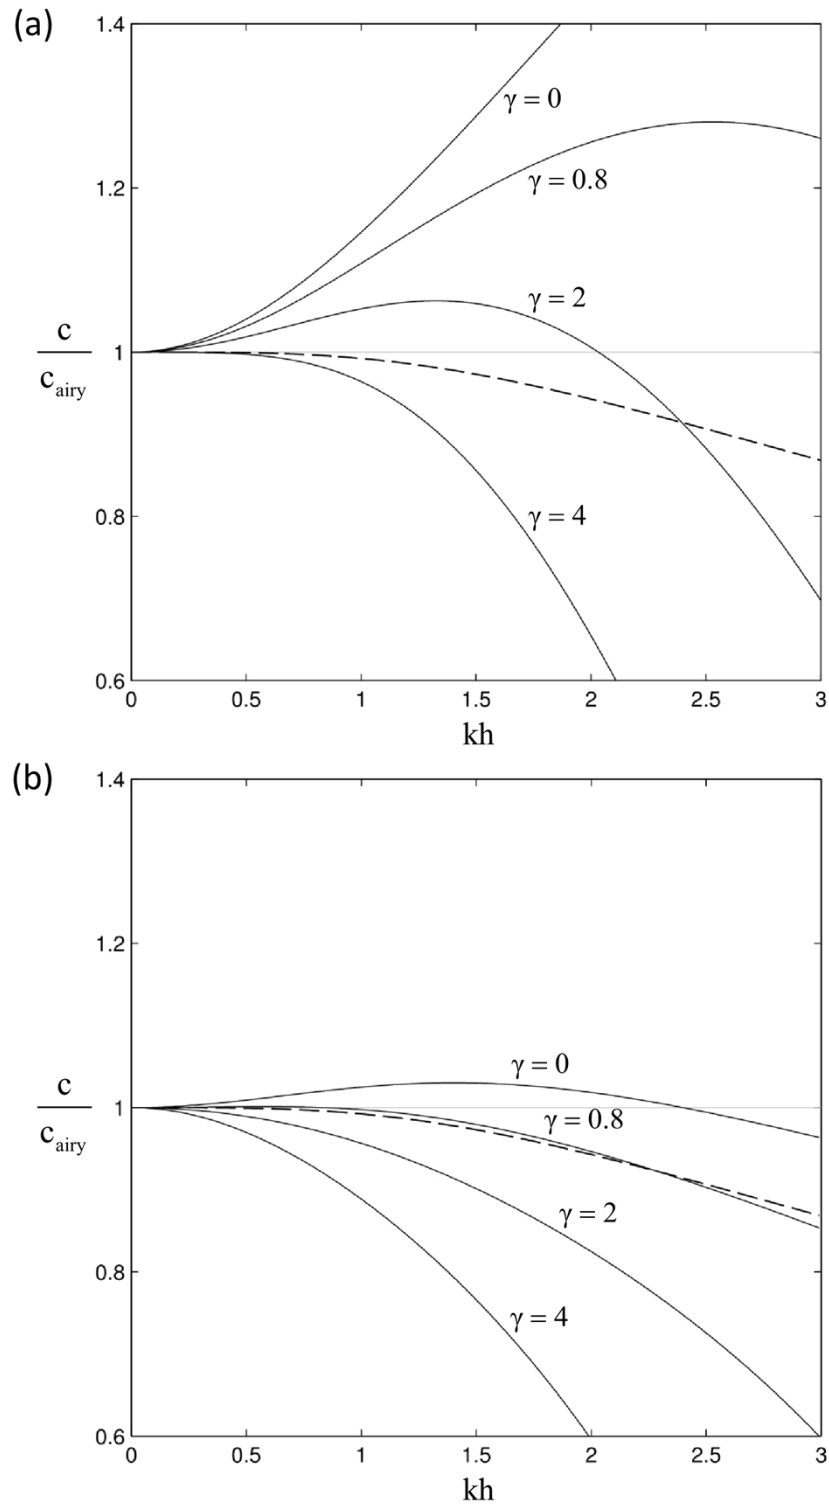 (a)
1.4
γ = 0
1.2
γ = 0.8
γ = 2
c
1
c_airy
0.8
γ = 4
0.6
0 0.5 1 1.5 2 2.5 3
kh
(b)
1.4
1.2
γ = 0
c
1
γ = 0.8
c_airy
γ = 2
0.8
γ = 4
0.6
0 0.5 1 1.5 2 2.5 3
kh